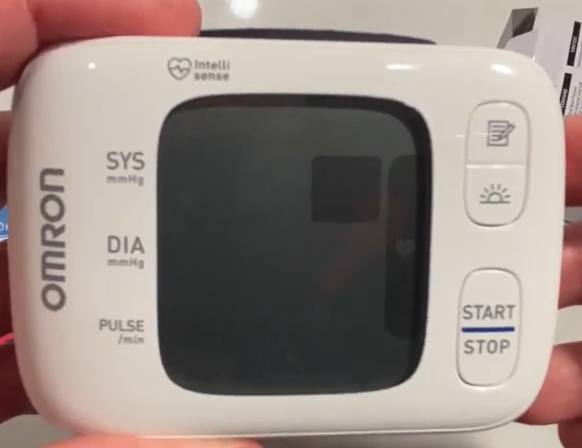 Intelli
sense
OMRON
SYS
mmHg
DIA
mmHg
PULSE
/min
START
STOP